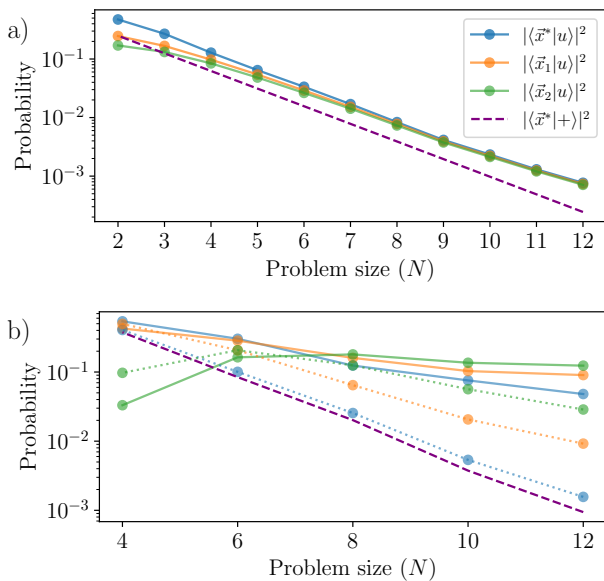 a)
Probability
10⁻¹
10⁻²
10⁻³
|⟨x⃗*|u⟩|²
|⟨x⃗₁|u⟩|²
|⟨x⃗₂|u⟩|²
|⟨x⃗*|+⟩|²
2 3 4 5 6 7 8 9 10 11 12
Problem size (N)
b)
Probability
10⁻¹
10⁻²
10⁻³
4 6 8 10 12
Problem size (N)